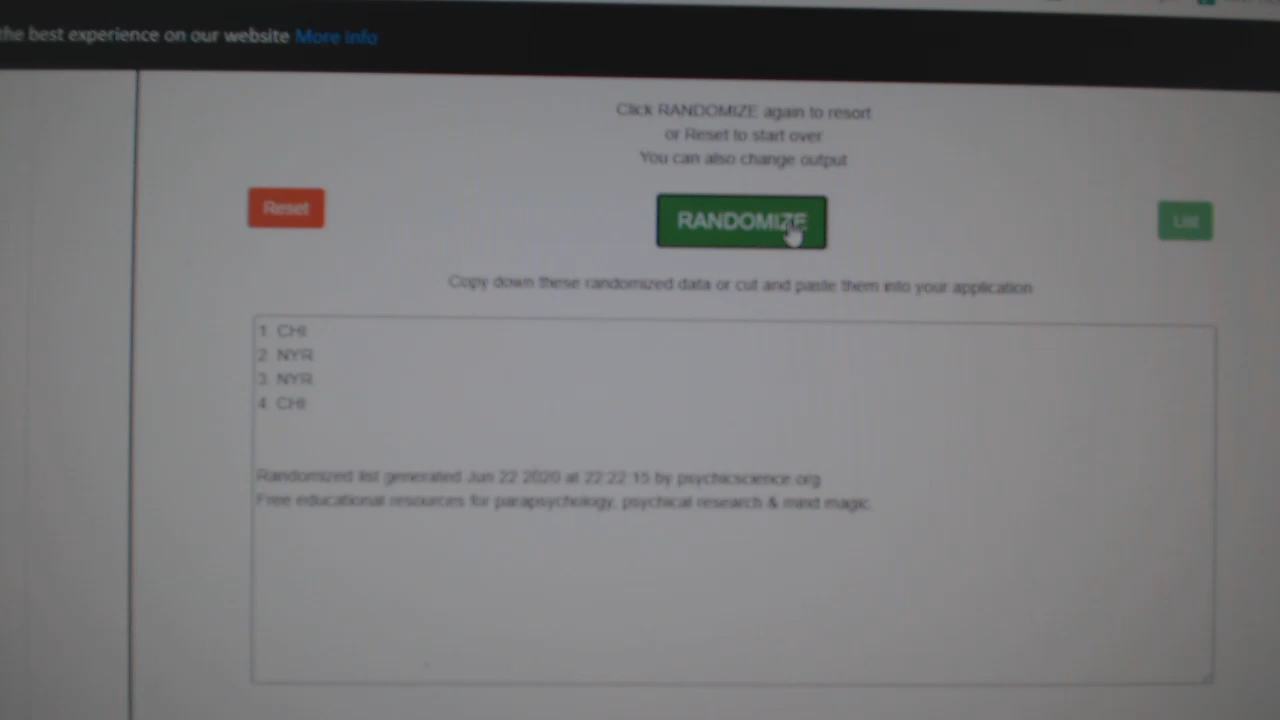 the best experience on our website More info
Click RANDOMIZE again to resort
or Reset to start over
You can also change output
Reset
RANDOMIZE
List
Copy down these randomized data or cut and paste them into your application
1. CHI
2. NYR
3. NYR
4. CHI
Randomized list generated Jun 22 2020 at 22:22:15 by psychicscience.org
Free educational resources for parapsychology, psychical research & mind magic.